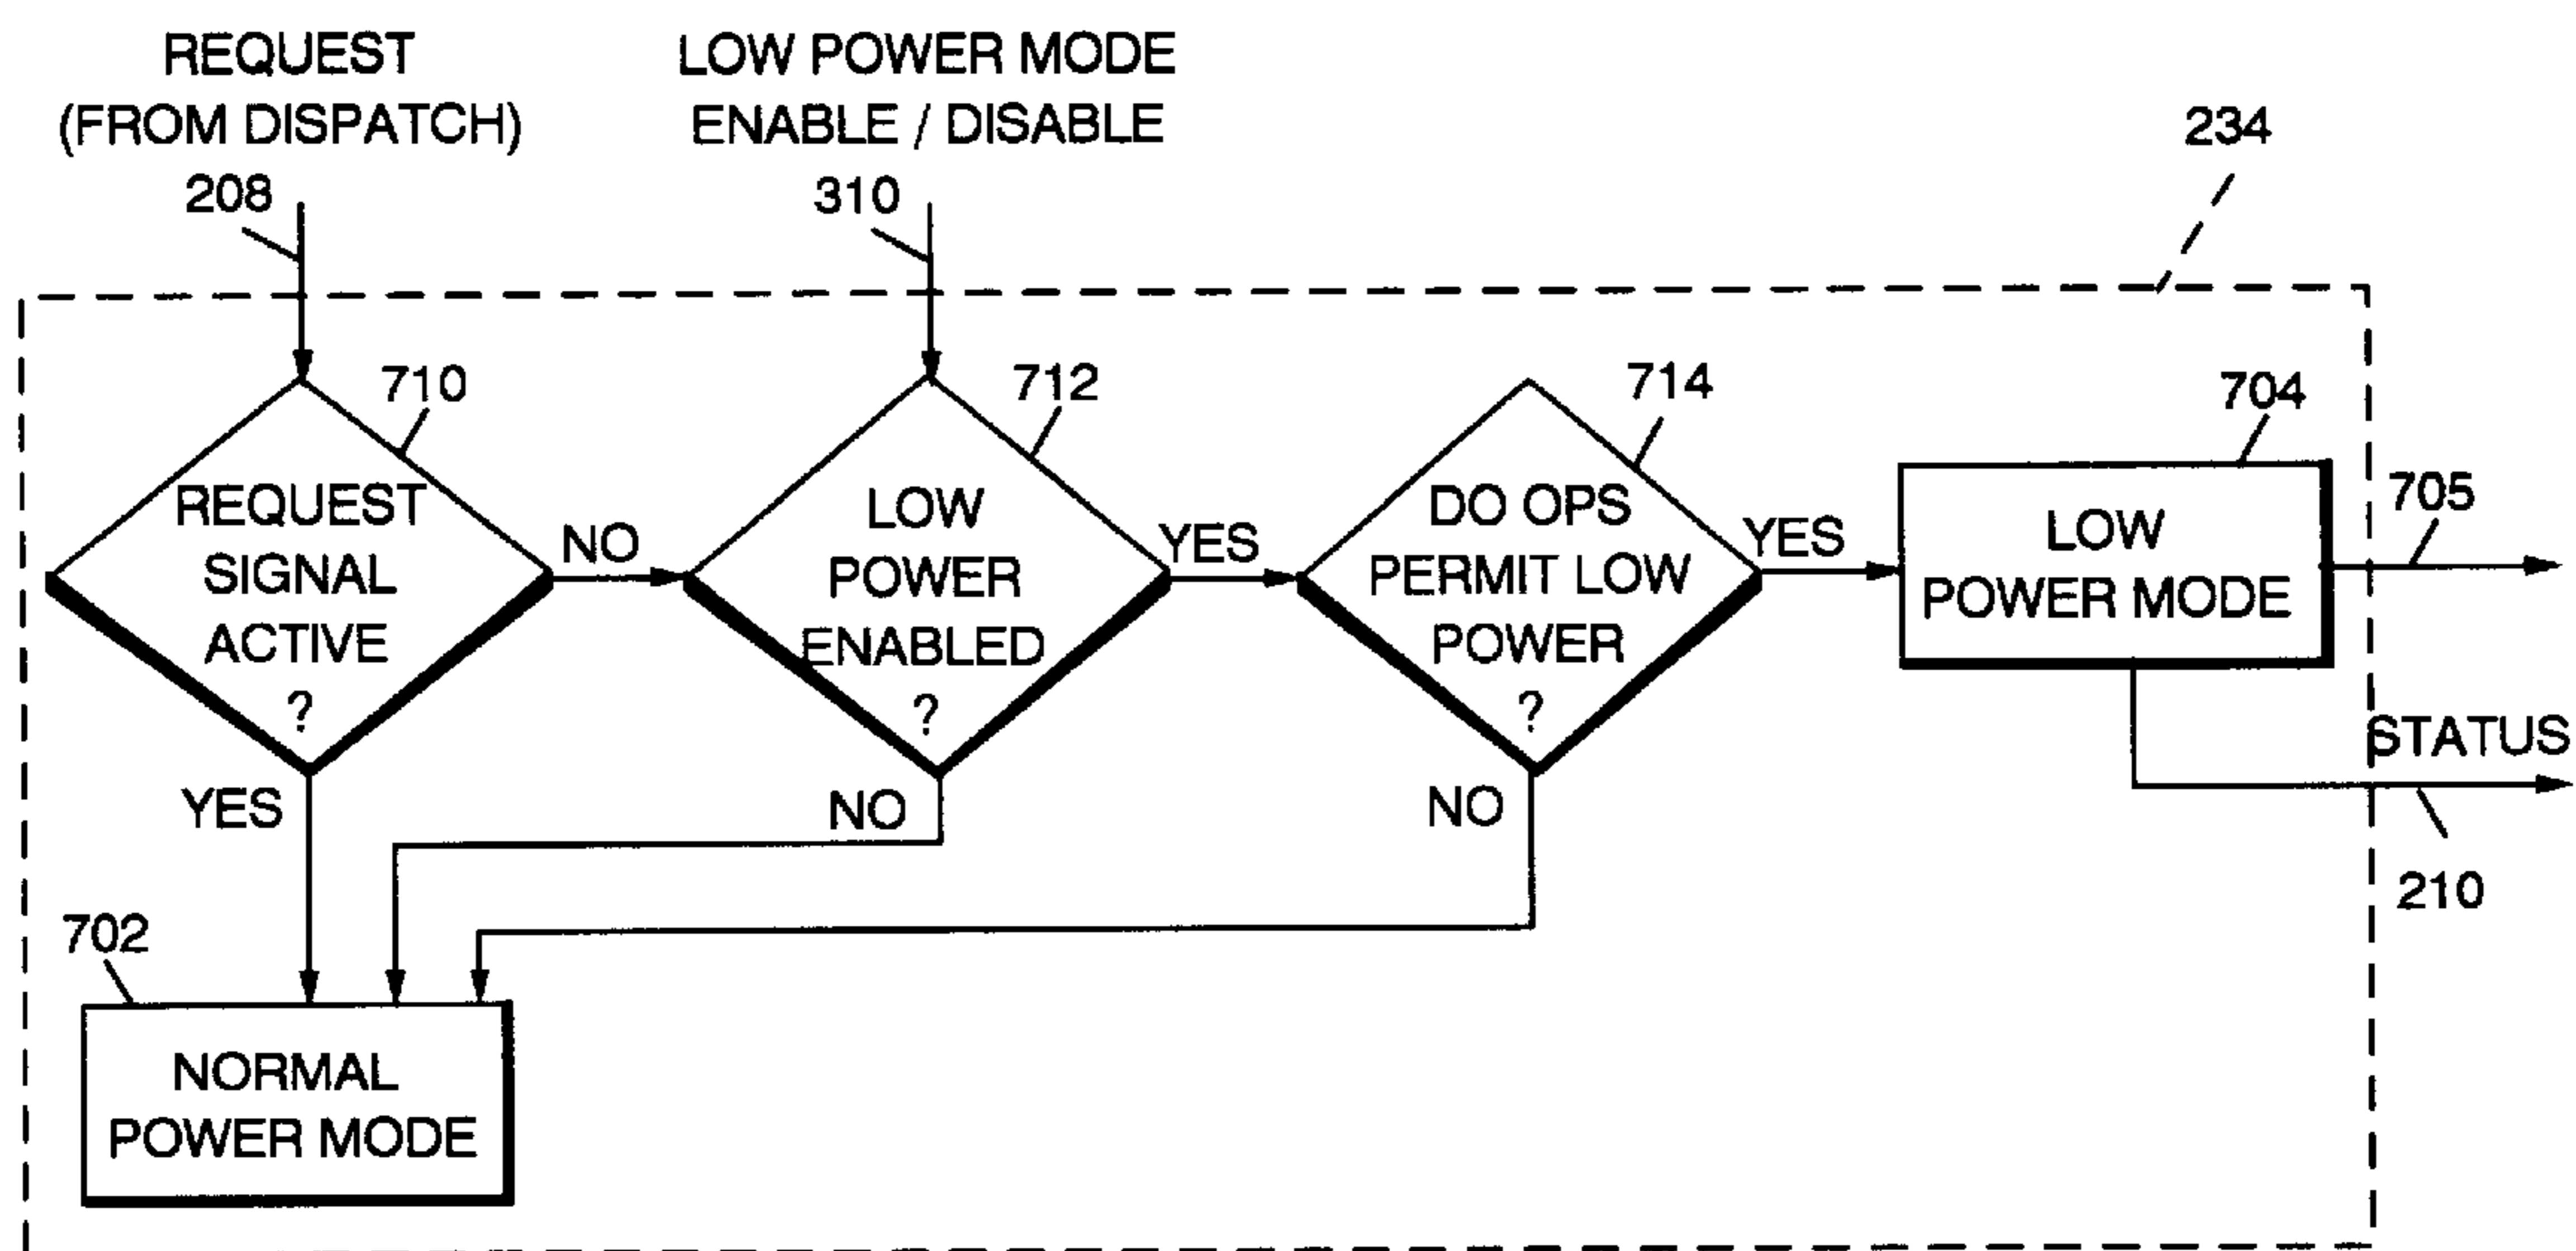 REQUEST
(FROM DISPATCH)
208
LOW POWER MODE
ENABLE / DISABLE
310
234
710
712
714
704
705
REQUEST
SIGNAL
ACTIVE
?
NO
LOW
POWER
ENABLED
?
YES
DO OPS
PERMIT LOW
POWER
?
YES
LOW
POWER MODE
STATUS
210
YES
NO
NO
702
NORMAL
POWER MODE